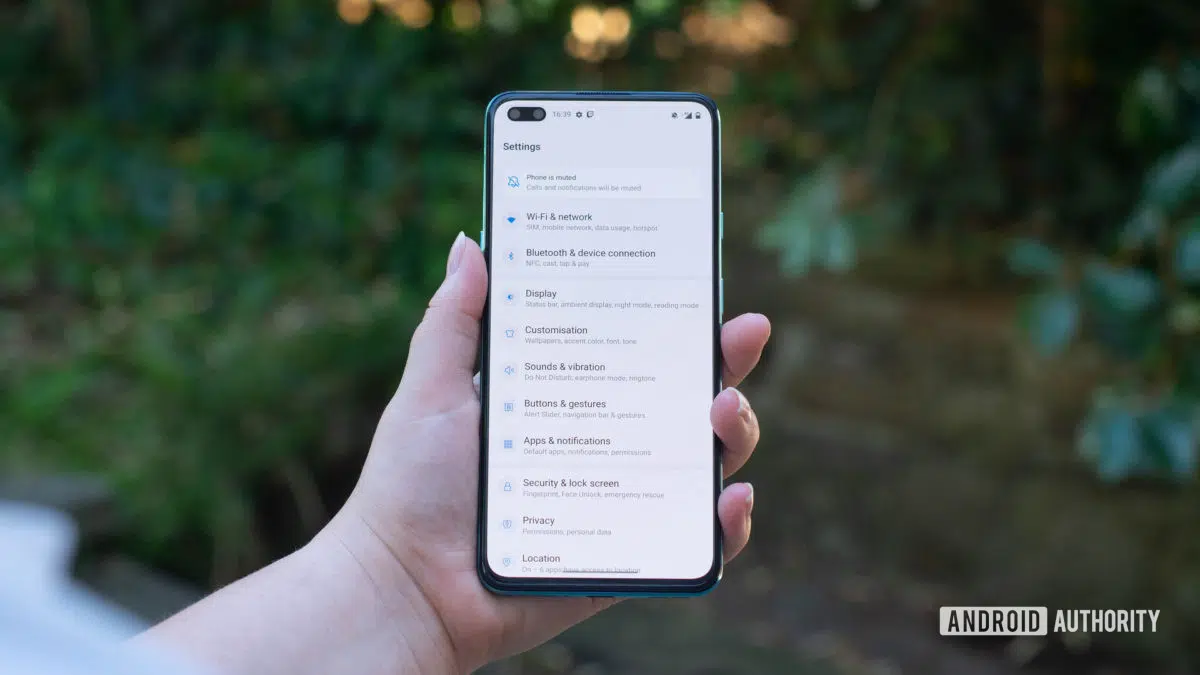 16:39
Settings
Phone is muted
Calls and notifications will be muted
Wi-Fi & network
SIM, mobile network, data usage, hotspot
Bluetooth & device connection
NFC, cast, tap & pay
Display
Status bar, ambient display, night mode, reading mode
Customisation
Wallpapers, accent color, font, tone
Sounds & vibration
Do Not Disturb, earphone mode, ringtone
Buttons & gestures
Alert Slider, navigation bar & gestures
Apps & notifications
Default apps, notifications, permissions
Security & lock screen
Fingerprint, Face Unlock, emergency rescue
Privacy
Permissions, personal data
Location
On – 6 apps have access to location
ANDROID AUTHORITY